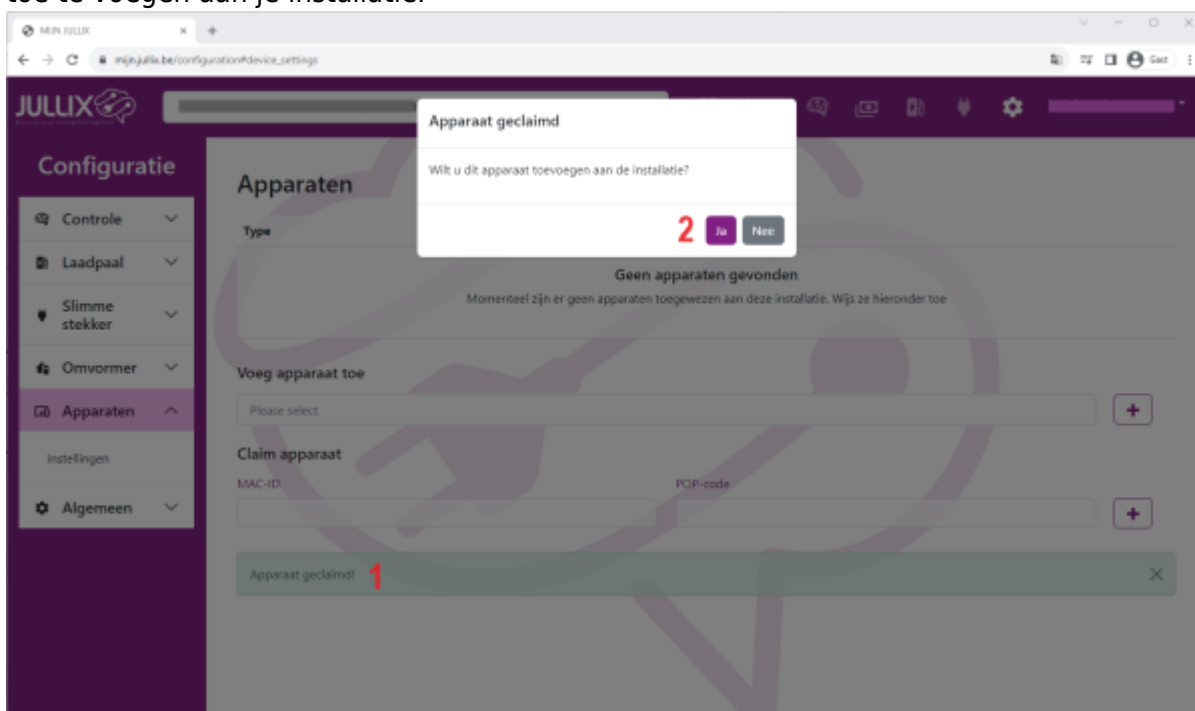 toe te voegen aan je installatie.
MIJN JULLIX
mijn.jullix.be/configuration#device_settings
Gast
JULLIX
Apparaat geclaimd
Wilt u dit apparaat toevoegen aan de installatie?
2 Ja Nee
Configuratie
Controle
Laadpaal
Slimme
stekker
Omvormer
Apparaten
Instellingen
Algemeen
Apparaten
Type
Geen apparaten gevonden
Momenteel zijn er geen apparaten toegewezen aan deze installatie. Wijs ze hieronder toe
Voeg apparaat toe
Please select
+
Claim apparaat
MAC-ID POP-code
+
Apparaat geclaimd! 1